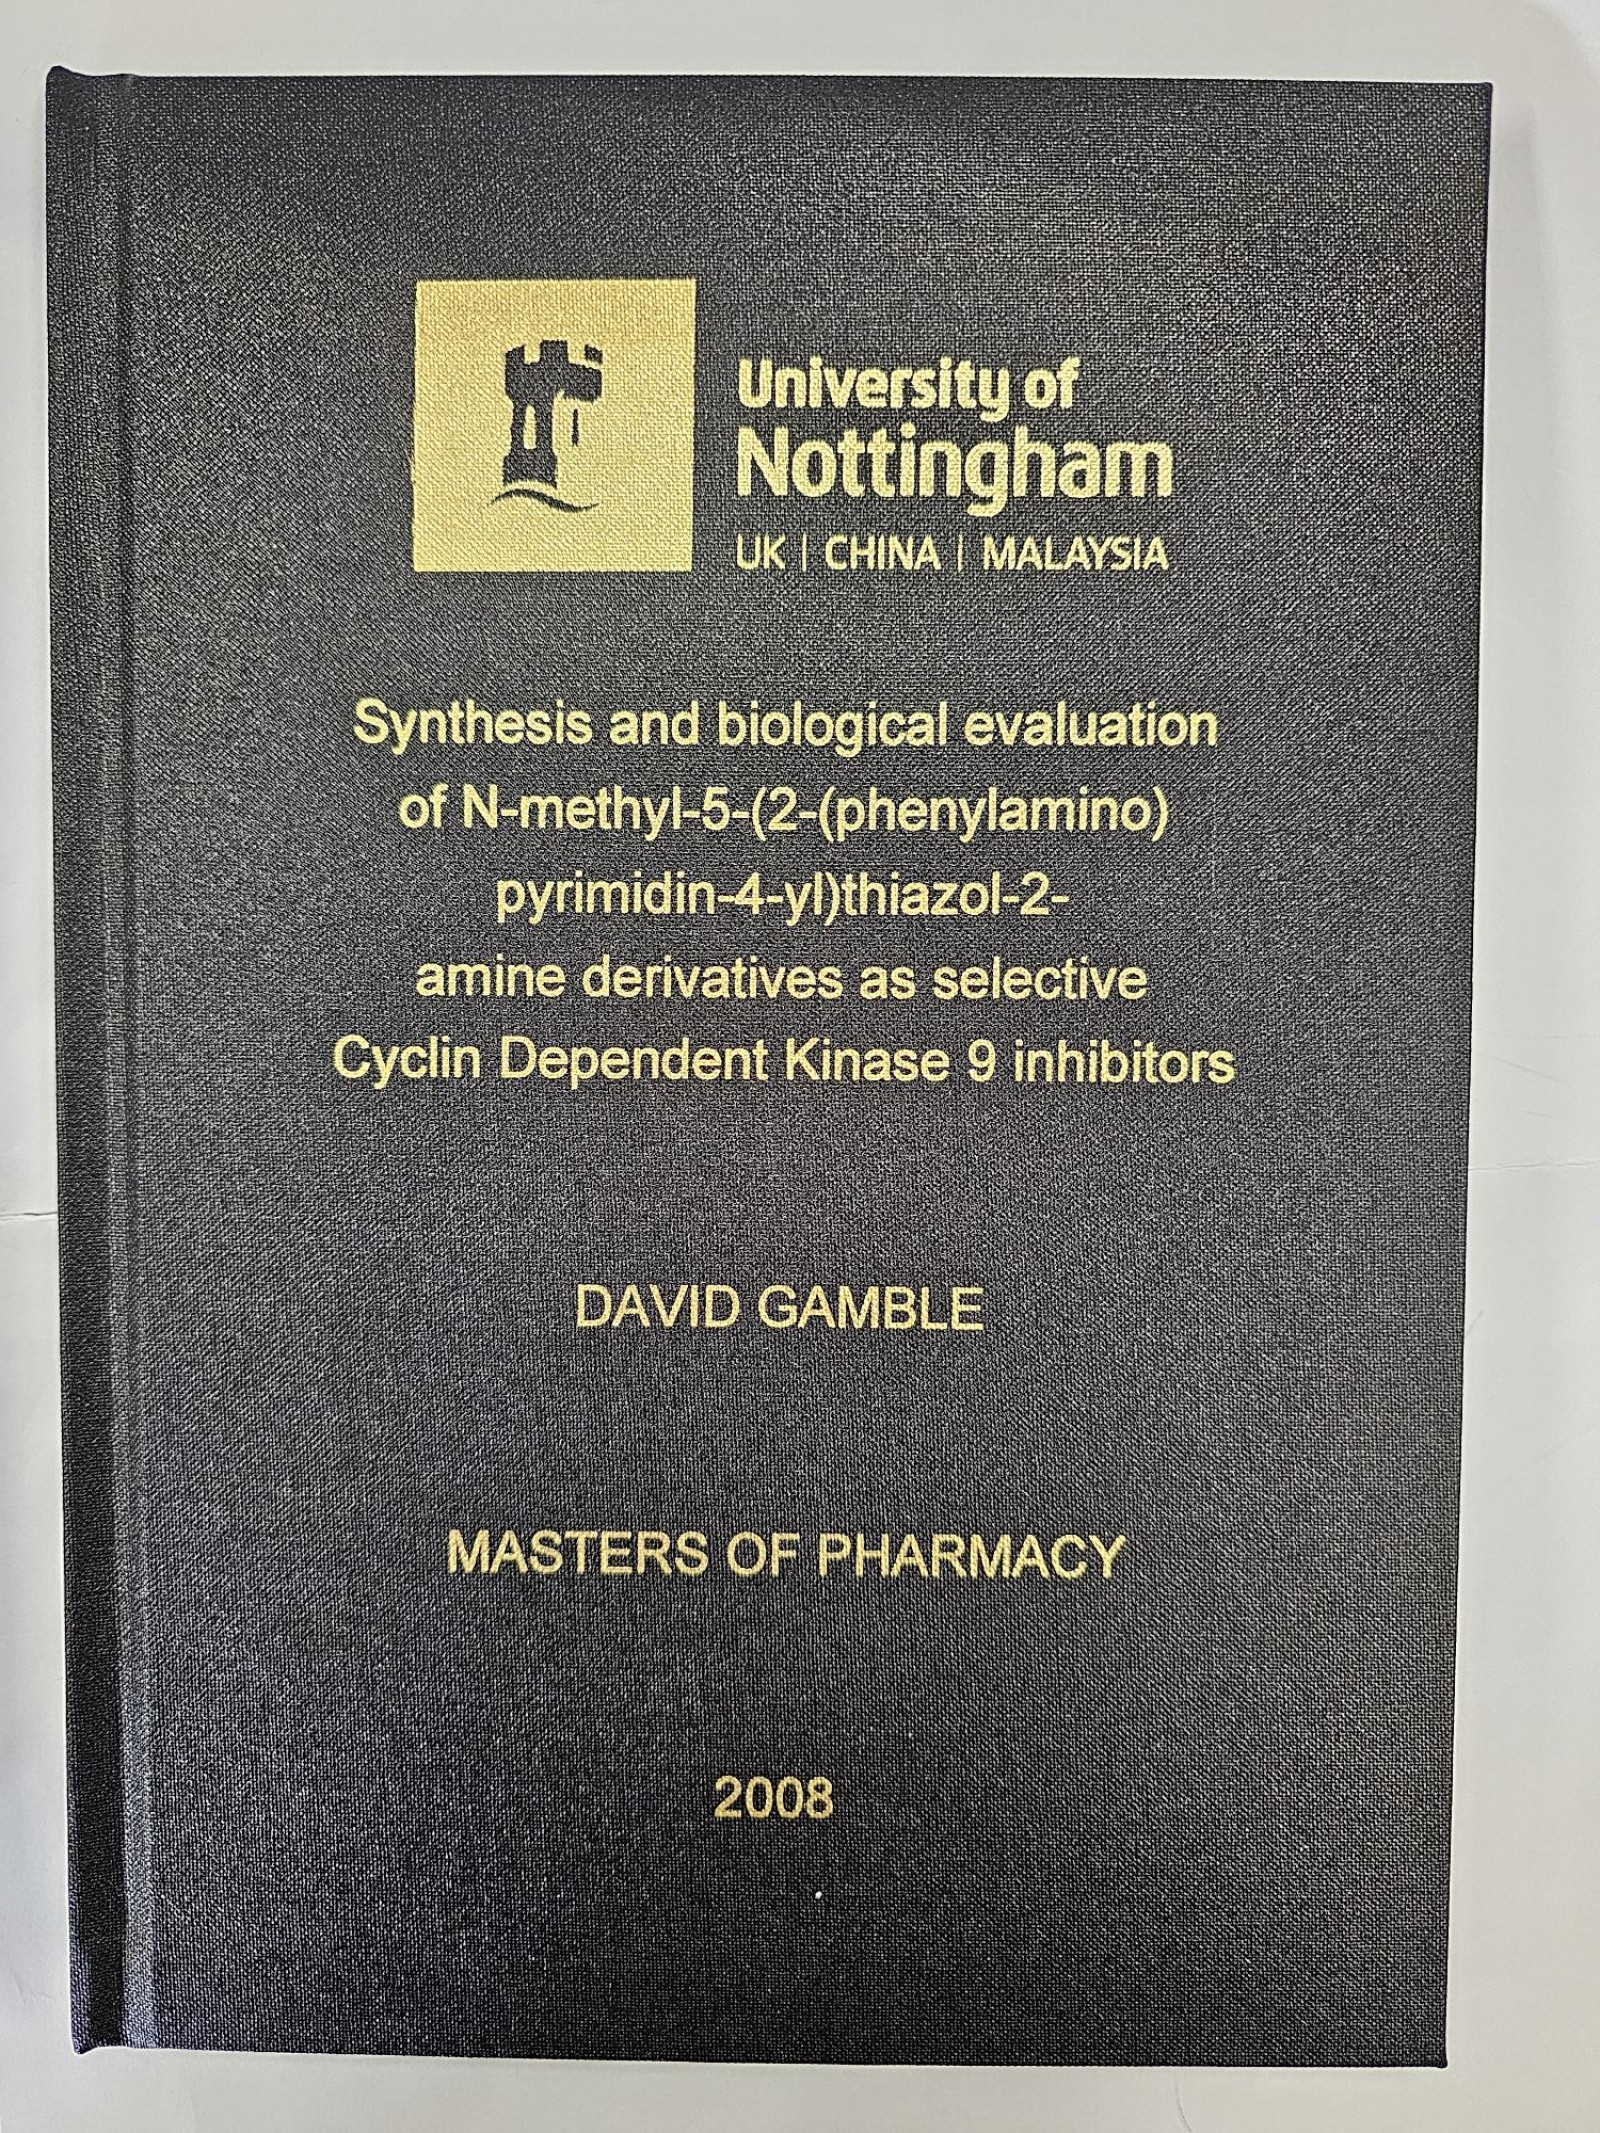 University of
Nottingham
UK | CHINA | MALAYSIA
Synthesis and biological evaluation
of N-methyl-5-(2-(phenylamino)
pyrimidin-4-yl)thiazol-2-
amine derivatives as selective
Cyclin Dependent Kinase 9 inhibitors
DAVID GAMBLE
MASTERS OF PHARMACY
2008